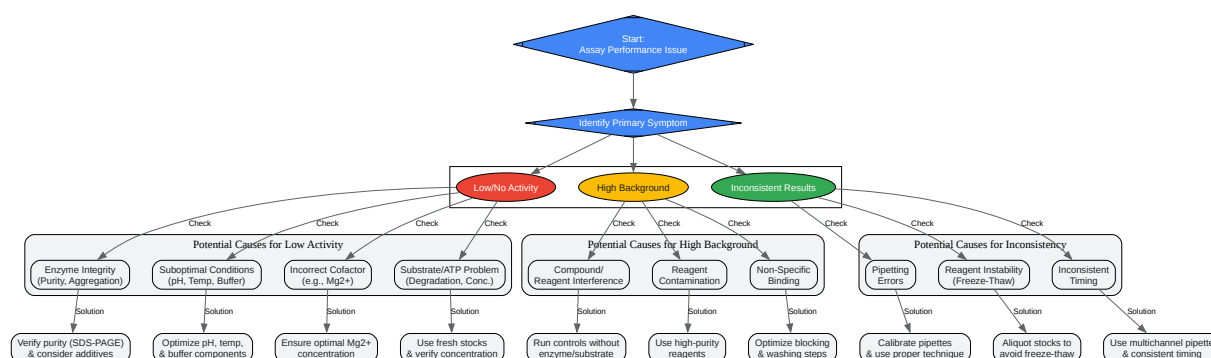 Start:
Assay Performance Issue
Identify Primary Symptom
Low/No Activity
High Background
Inconsistent Results
Check
Check
Check
Check
Check
Check
Check
Check
Check
Check
Potential Causes for Low Activity
Potential Causes for High Background
Potential Causes for Inconsistency
Enzyme Integrity
(Purity, Aggregation)
Suboptimal Conditions
(pH, Temp, Buffer)
Incorrect Cofactor
(e.g., Mg2+)
Substrate/ATP Problem
(Degradation, Conc.)
Compound/
Reagent Interference
Reagent
Contamination
Non-Specific
Binding
Pipetting
Errors
Reagent Instability
(Freeze-Thaw)
Inconsistent
Timing
Solution
Solution
Solution
Solution
Solution
Solution
Solution
Solution
Solution
Solution
Verify purity (SDS-PAGE)
& consider additives
Optimize pH, temp,
& buffer components
Ensure optimal Mg2+
concentration
Use fresh stocks
& verify concentration
Run controls without
enzyme/substrate
Use high-purity
reagents
Optimize blocking
& washing steps
Calibrate pipettes
& use proper technique
Aliquot stocks to
avoid freeze-thaw
Use multichannel pipette
& consistent timing